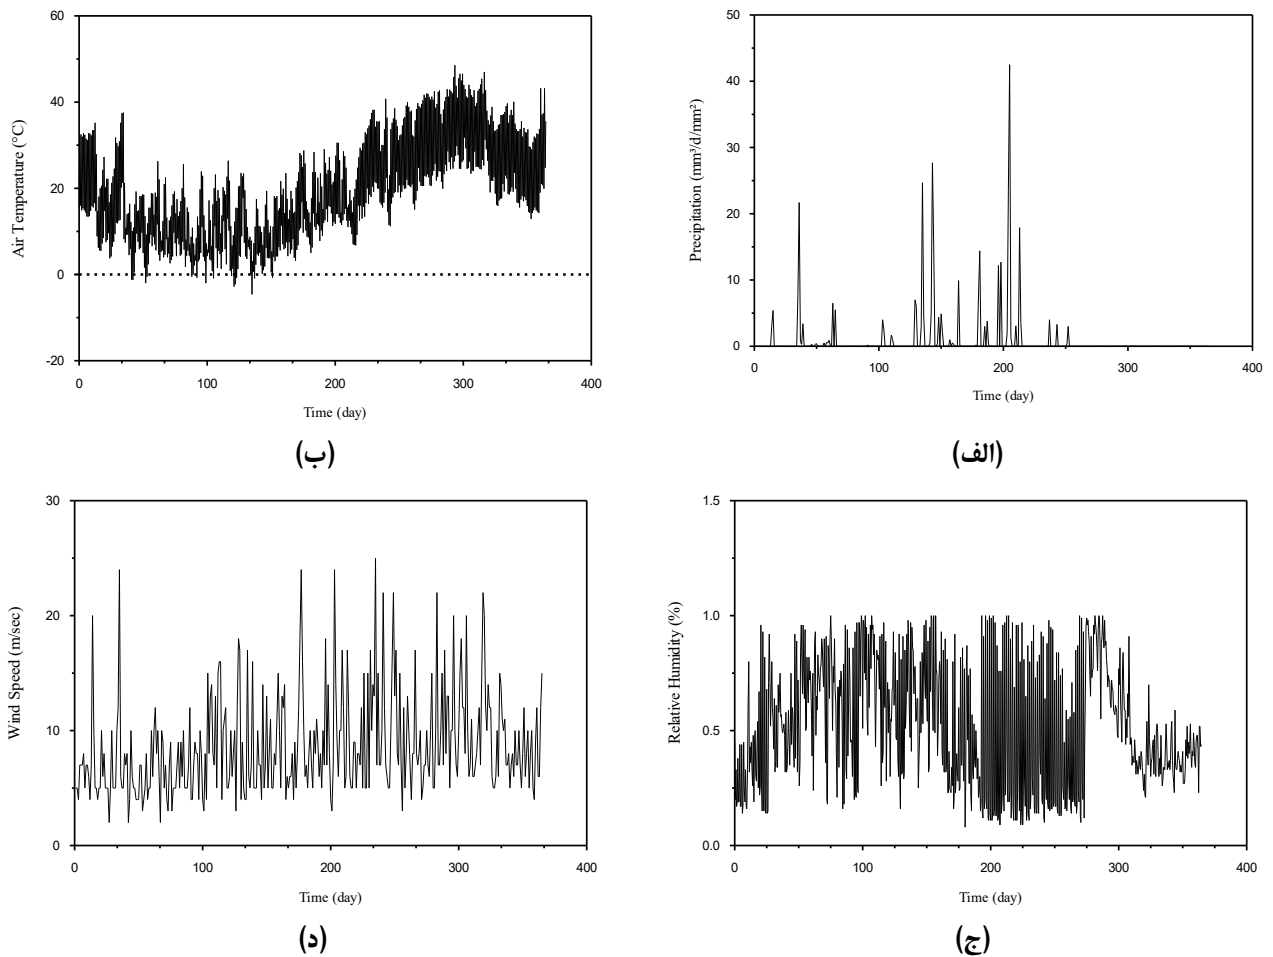 60
40
20
0
-20
Air Temperature (°C)
0 100 200 300 400
Time (day)
(ب)
50
40
30
20
10
0
Precipitation (mm³/d/mm²)
0 100 200 300 400
Time (day)
(الف)
30
20
10
0
Wind Speed (m/sec)
0 100 200 300 400
Time (day)
(د)
1.5
1.0
0.5
0.0
Relative Humidity (%)
0 100 200 300 400
Time (day)
(ج)